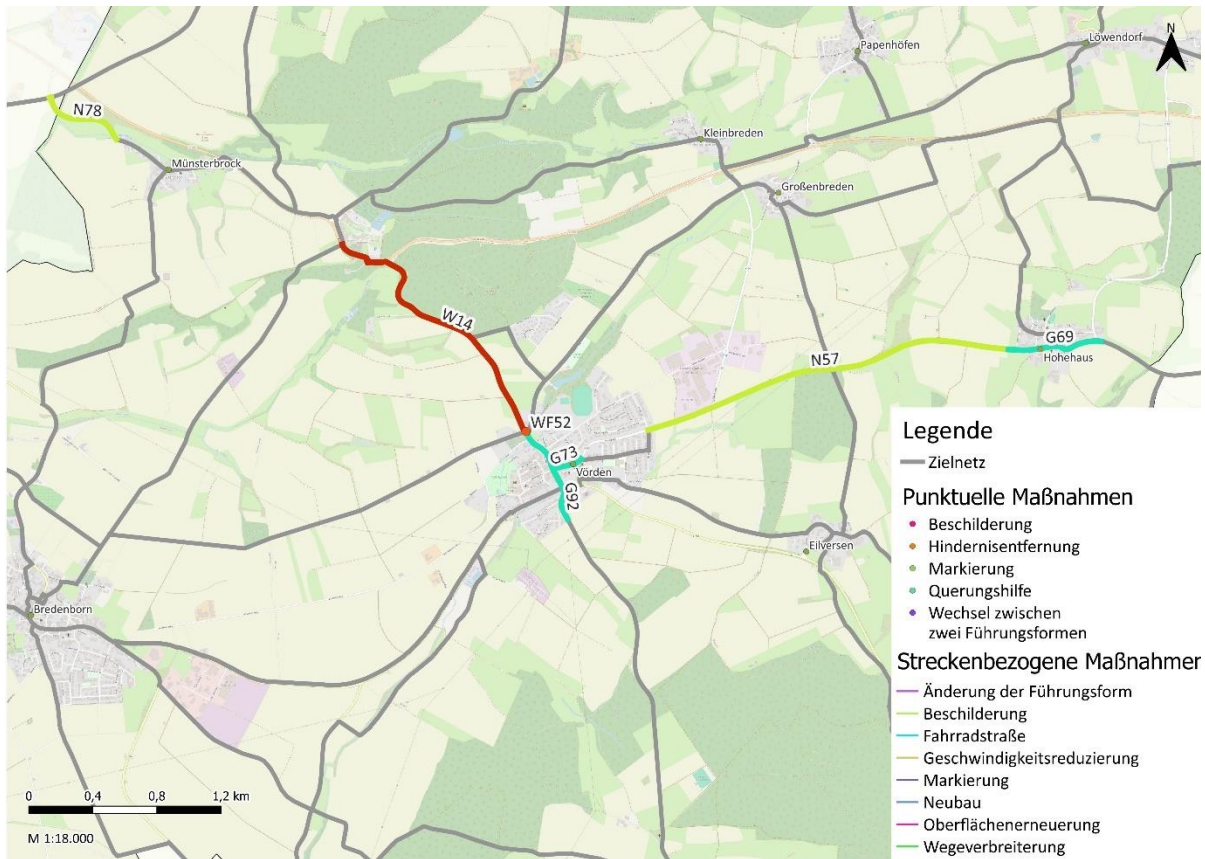 Papenhöfen
Löwendorf
N
N78
Kleinbreden
Münsterbrock
Großenbreden
W14
G69
Hohehaus
N57
WF52
G73
Vörden
G92
Eilversen
Bredenborn
Legende
Zielnetz
Punktuelle Maßnahmen
Beschilderung
Hindernisentfernung
Markierung
Querungshilfe
Wechsel zwischen
zwei Führungsformen
Streckenbezogene Maßnahmen
Änderung der Führungsform
Beschilderung
Fahrradstraße
Geschwindigkeitsreduzierung
Markierung
Neubau
Oberflächenerneuerung
Wegeverbreiterung
0 0,4 0,8 1,2 km
M 1:18.000